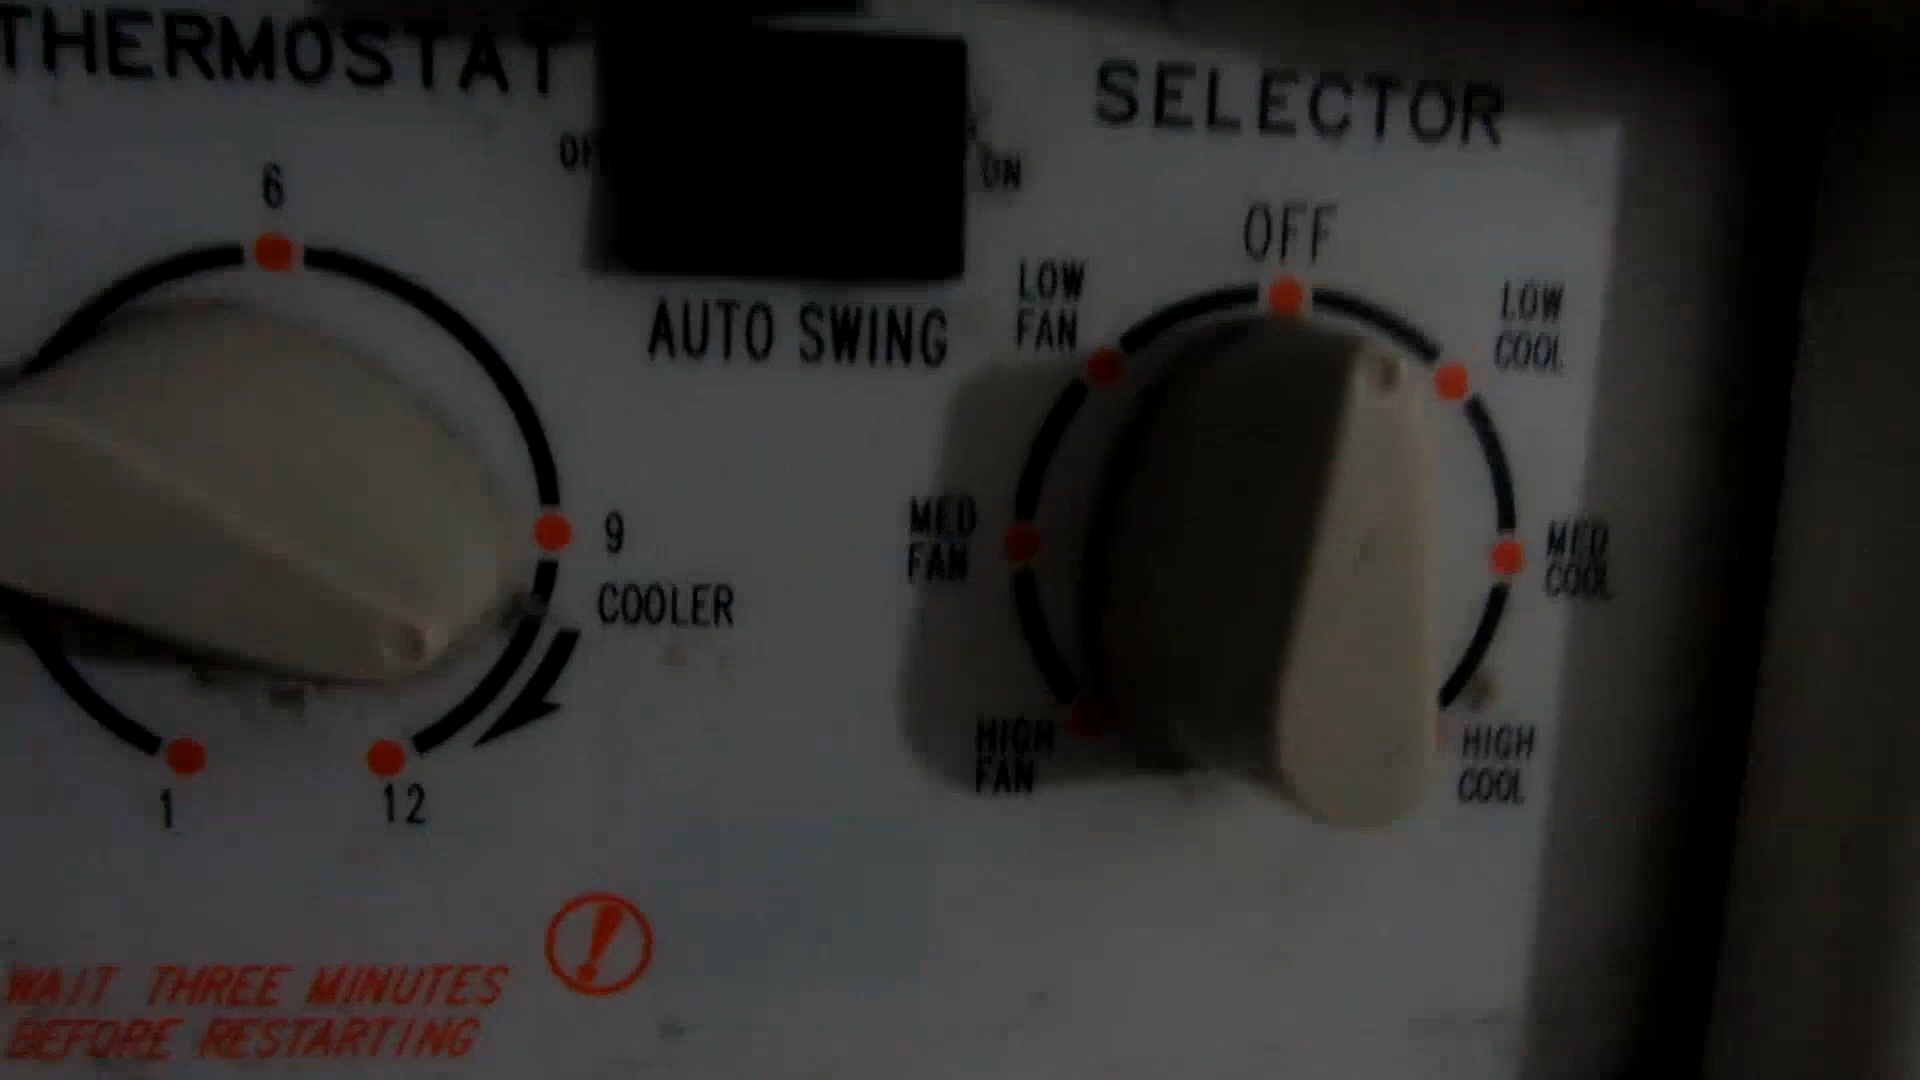 THERMOSTAT
SELECTOR
ON
6
OFF
LOW
FAN
LOW
COOL
AUTO SWING
9
COOLER
MED
FAN
MED
COOL
HIGH
FAN
HIGH
COOL
1
12
WAIT THREE MINUTES
BEFORE RESTARTING